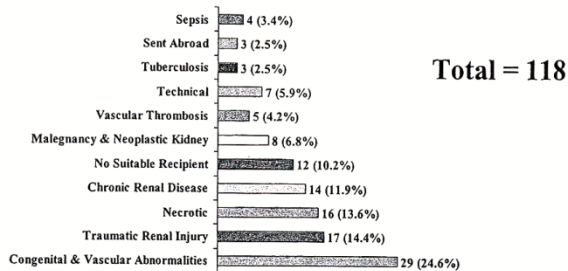 Sepsis 4 (3.4%)
Sent Abroad 3 (2.5%)
Tuberculosis 3 (2.5%)
Total = 118
Technical 7 (5.9%)
Vascular Thrombosis 5 (4.2%)
Malegnancy & Neoplastic Kidney 8 (6.8%)
No Suitable Recipient 12 (10.2%)
Chronic Renal Disease 14 (11.9%)
Necrotic 16 (13.6%)
Traumatic Renal Injury 17 (14.4%)
Congenital & Vascular Abnormalities 29 (24.6%)